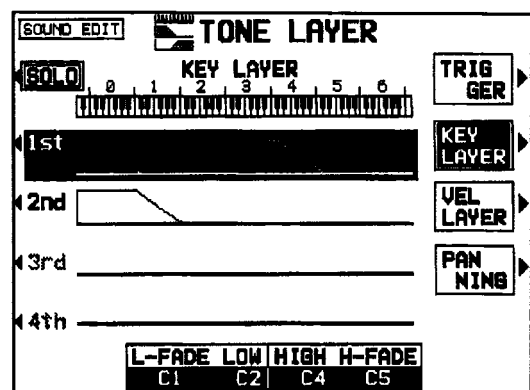 SOUND EDIT
TONE LAYER
SOLO
KEY LAYER
0 1 2 3 4 5 6
TRIG
GER
1st
KEY
LAYER
2nd
VEL
LAYER
3rd
PAN
NING
4th
L-FADE LOW HIGH H-FADE
C1 C2 C4 C5